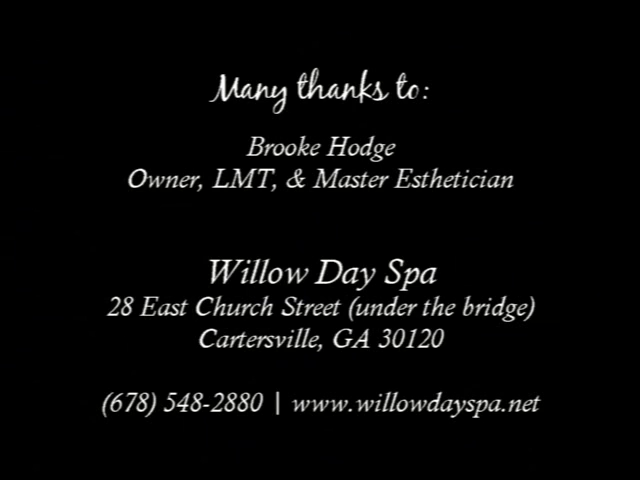 Many thanks to:
Brooke Hodge
Owner, LMT, & Master Esthetician
Willow Day Spa
28 East Church Street (under the bridge)
Cartersville, GA 30120
(678) 548-2880 | www.willowdayspa.net